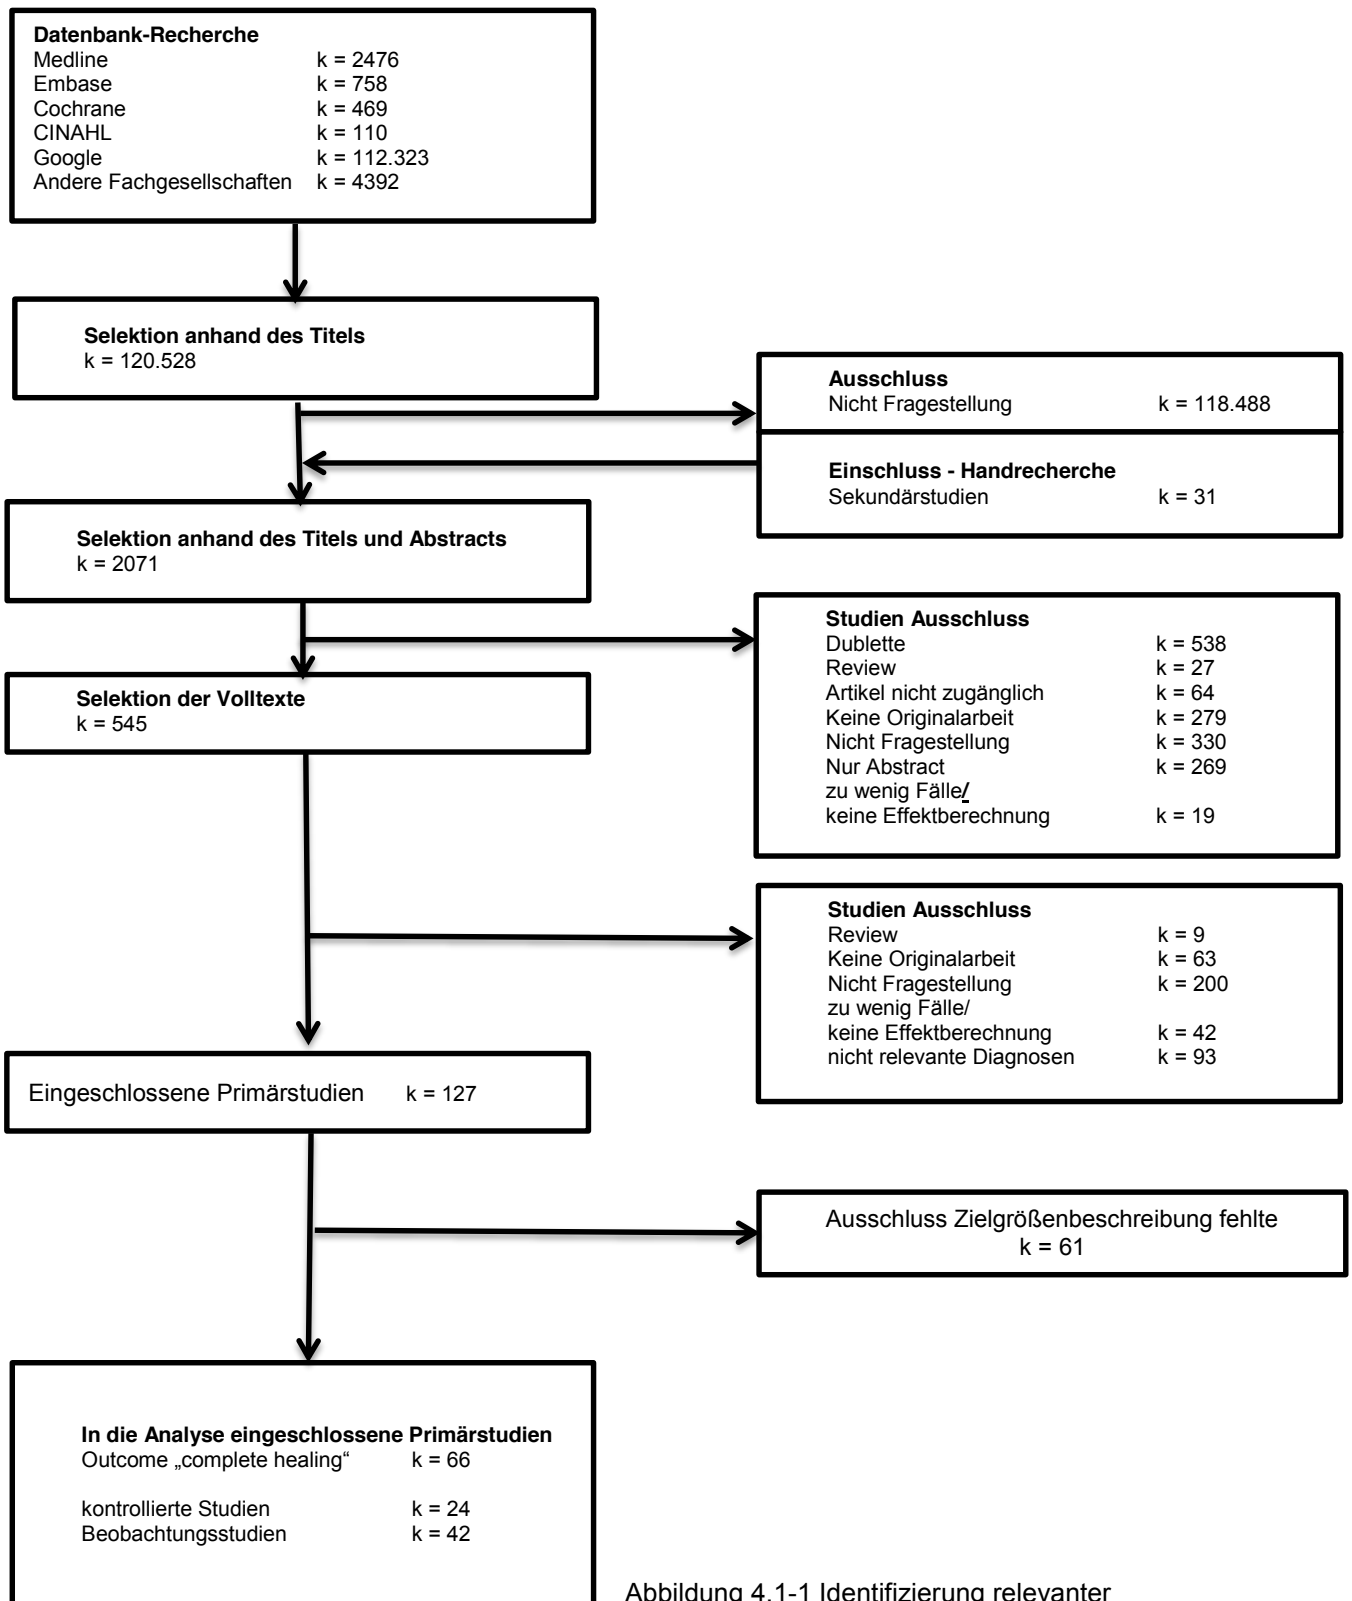 Datenbank-Recherche
Medline k = 2476
Embase k = 758
Cochrane k = 469
CINAHL k = 110
Google k = 112.323
Andere Fachgesellschaften k = 4392
Selektion anhand des Titels
k = 120.528
Ausschluss
Nicht Fragestellung k = 118.488
Einschluss - Handrecherche
Sekundärstudien k = 31
Selektion anhand des Titels und Abstracts
k = 2071
Studien Ausschluss
Dublette k = 538
Review k = 27
Artikel nicht zugänglich k = 64
Keine Originalarbeit k = 279
Nicht Fragestellung k = 330
Nur Abstract k = 269
zu wenig Fälle/
keine Effektberechnung k = 19
Selektion der Volltexte
k = 545
Studien Ausschluss
Review k = 9
Keine Originalarbeit k = 63
Nicht Fragestellung k = 200
zu wenig Fälle/
keine Effektberechnung k = 42
nicht relevante Diagnosen k = 93
Eingeschlossene Primärstudien k = 127
Ausschluss Zielgrößenbeschreibung fehlte
k = 61
In die Analyse eingeschlossene Primärstudien
Outcome „complete healing“ k = 66
kontrollierte Studien k = 24
Beobachtungsstudien k = 42
Abbildung 4.1-1 Identifizierung relevanter